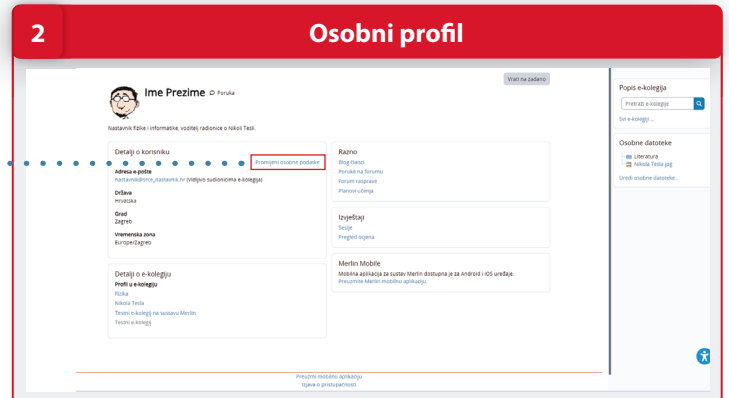 2
Osobni profil
Vrati na zadano
Ime Prezime Poruka
Nastavnik fizike i informatike, voditelj radionice o Nikoli Tesli.
Detalji o korisniku
Promijeni osobne podatke
Adresa e-pošte
(Vidljivo sudionicima e-kolegija)
Država
Hrvatska
Grad
Zagreb
Vremenska zona
Europe/Zagreb
Detalji o e-kolegiju
Profil u e-kolegiju
Fizika
Nikola Tesla
Testni e-kolegij na sustavu Merlin
Testni e-kolegij
Razno
Blog članci
Poruke na forumu
Forum rasprave
Planovi učenja
Izvještaji
Sesije
Pregled ocjena
Merlin Mobile
Mobilna aplikacija za sustav Merlin dostupna je za Android i iOS uređaje.
Preuzmite Merlin mobilnu aplikaciju.
Popis e-kolegija
Pretraži e-kolegije
Svi e-kolegiji ...
Osobne datoteke
Literatura
Nikola Tesla.jpg
Uredi osobne datoteke...
Preuzmi mobilnu aplikaciju
Izjava o pristupačnosti